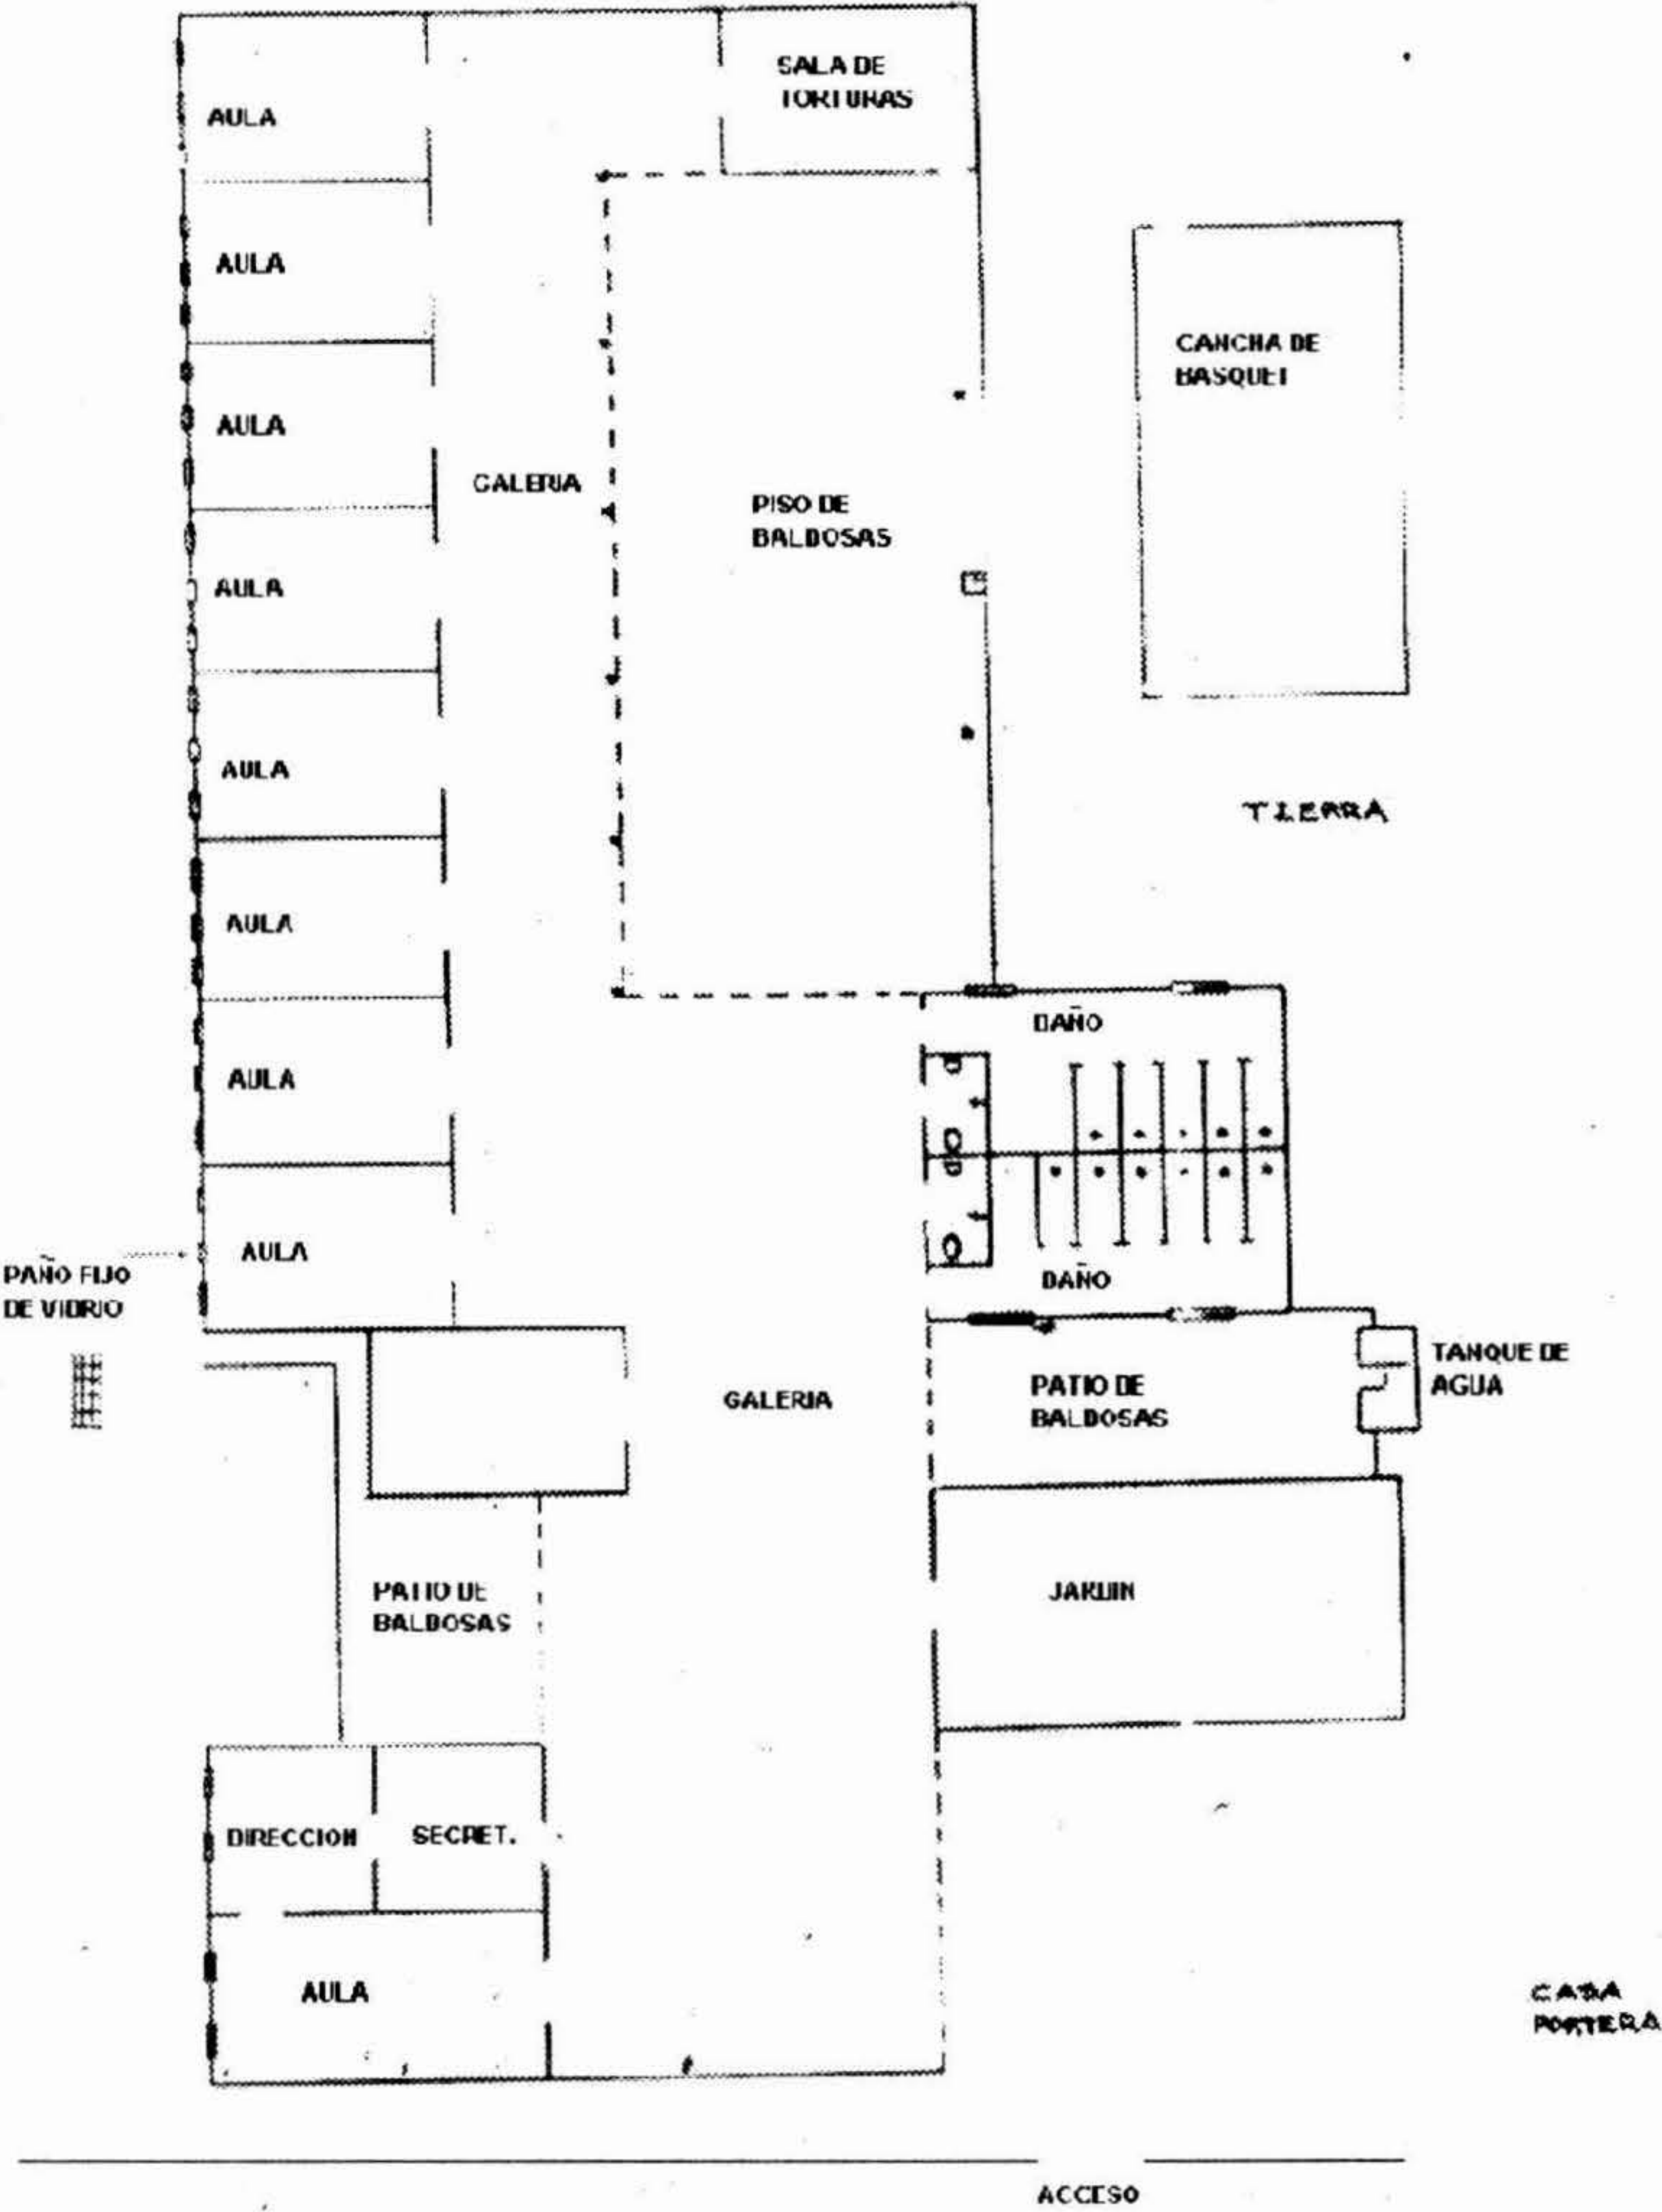 SALA DE
TORTURAS
AULA
AULA
CANCHA DE
BASQUET
AULA
GALERIA
PISO DE
BALDOSAS
AULA
AULA
TIERRA
AULA
BAÑO
AULA
AULA
PAÑO FIJO
DE VIDRIO
BAÑO
TANQUE DE
AGUA
GALERIA
PATIO DE
BALDOSAS
PATIO DE
BALDOSAS
JARDIN
DIRECCION
SECRET.
AULA
CASA
PORTERA
ACCESO